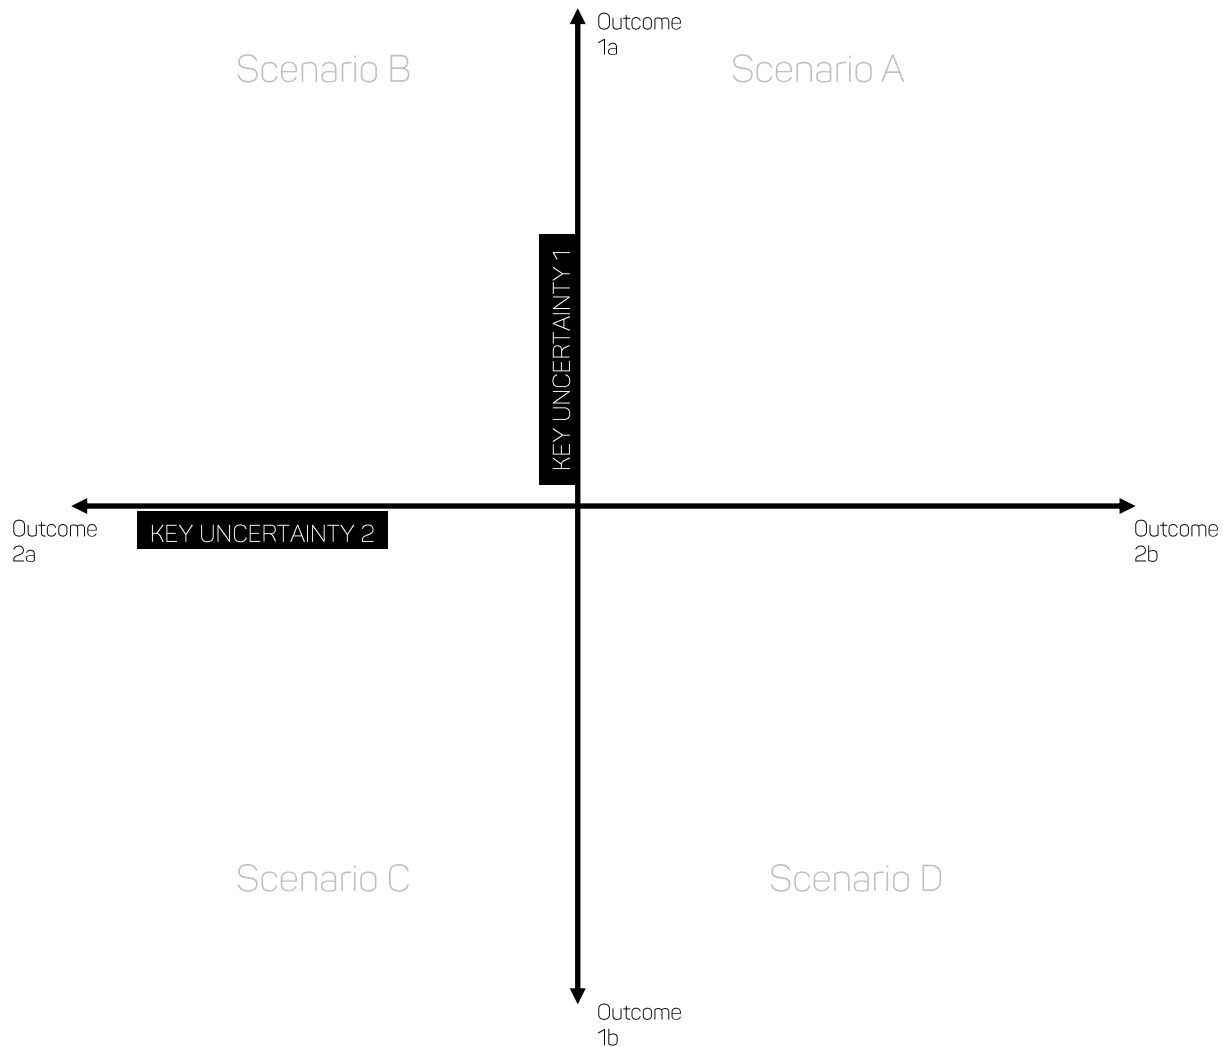 Outcome
1a
Scenario B
Scenario A
KEY UNCERTAINTY 1
Outcome
2a
KEY UNCERTAINTY 2
Outcome
2b
Scenario C
Scenario D
Outcome
1b